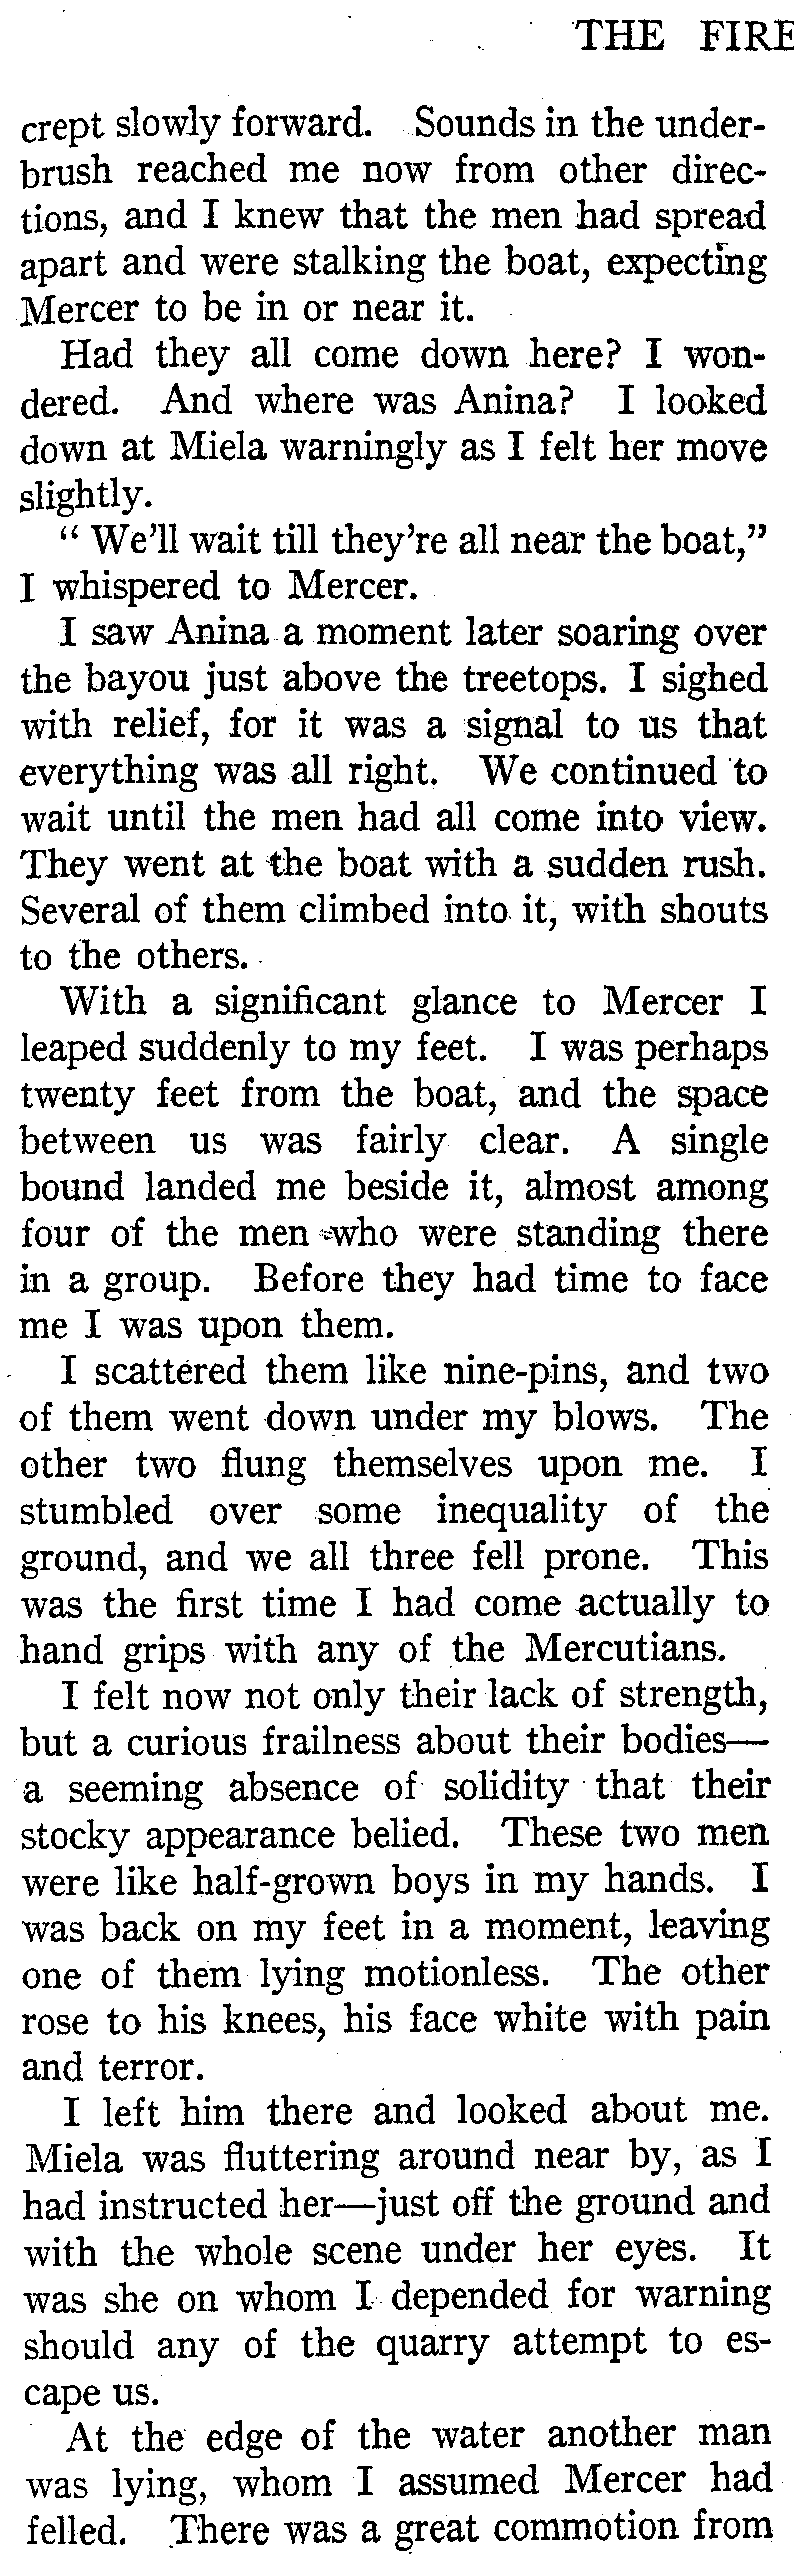 THE FIRE
crept slowly forward. Sounds in the under-
brush reached me now from other direc-
tions, and I knew that the men had spread
apart and were stalking the boat, expecting
Mercer to be in or near it.
Had they all come down here? I won-
dered. And where was Anina? I looked
down at Miela warningly as I felt her move
slightly.
“ We’ll wait till they’re all near the boat,”
I whispered to Mercer.
I saw Anina a moment later soaring over
the bayou just above the treetops. I sighed
with relief, for it was a signal to us that
everything was all right. We continued to
wait until the men had all come into view.
They went at the boat with a sudden rush.
Several of them climbed into it, with shouts
to the others.
With a significant glance to Mercer I
leaped suddenly to my feet. I was perhaps
twenty feet from the boat, and the space
between us was fairly clear. A single
bound landed me beside it, almost among
four of the men who were standing there
in a group. Before they had time to face
me I was upon them.
I scattered them like nine-pins, and two
of them went down under my blows. The
other two flung themselves upon me. I
stumbled over some inequality of the
ground, and we all three fell prone. This
was the first time I had come actually to
hand grips with any of the Mercutians.
I felt now not only their lack of strength,
but a curious frailness about their bodies—
a seeming absence of solidity that their
stocky appearance belied. These two men
were like half-grown boys in my hands. I
was back on my feet in a moment, leaving
one of them lying motionless. The other
rose to his knees, his face white with pain
and terror.
I left him there and looked about me.
Miela was fluttering around near by, as I
had instructed her—just off the ground and
with the whole scene under her eyes. It
was she on whom I depended for warning
should any of the quarry attempt to es-
cape us.
At the edge of the water another man
was lying, whom I assumed Mercer had
felled. There was a great commotion from